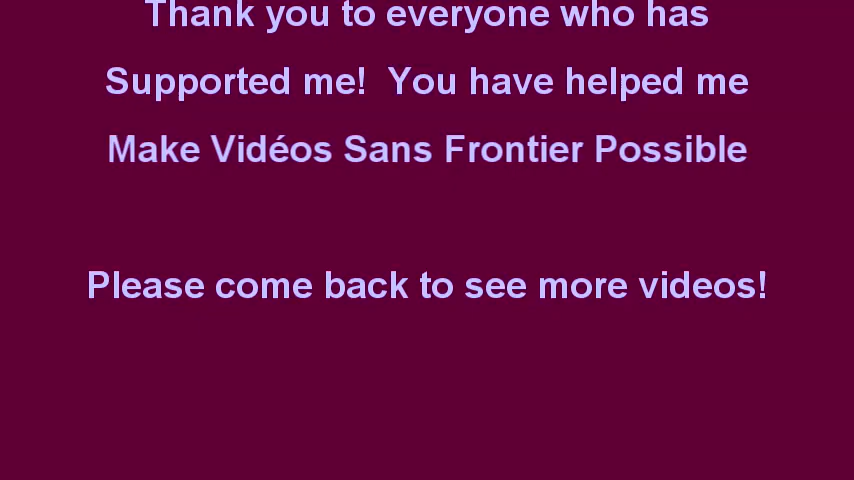 Thank you to everyone who has
Supported me!  You have helped me
Make Vidéos Sans Frontier Possible
Please come back to see more videos!